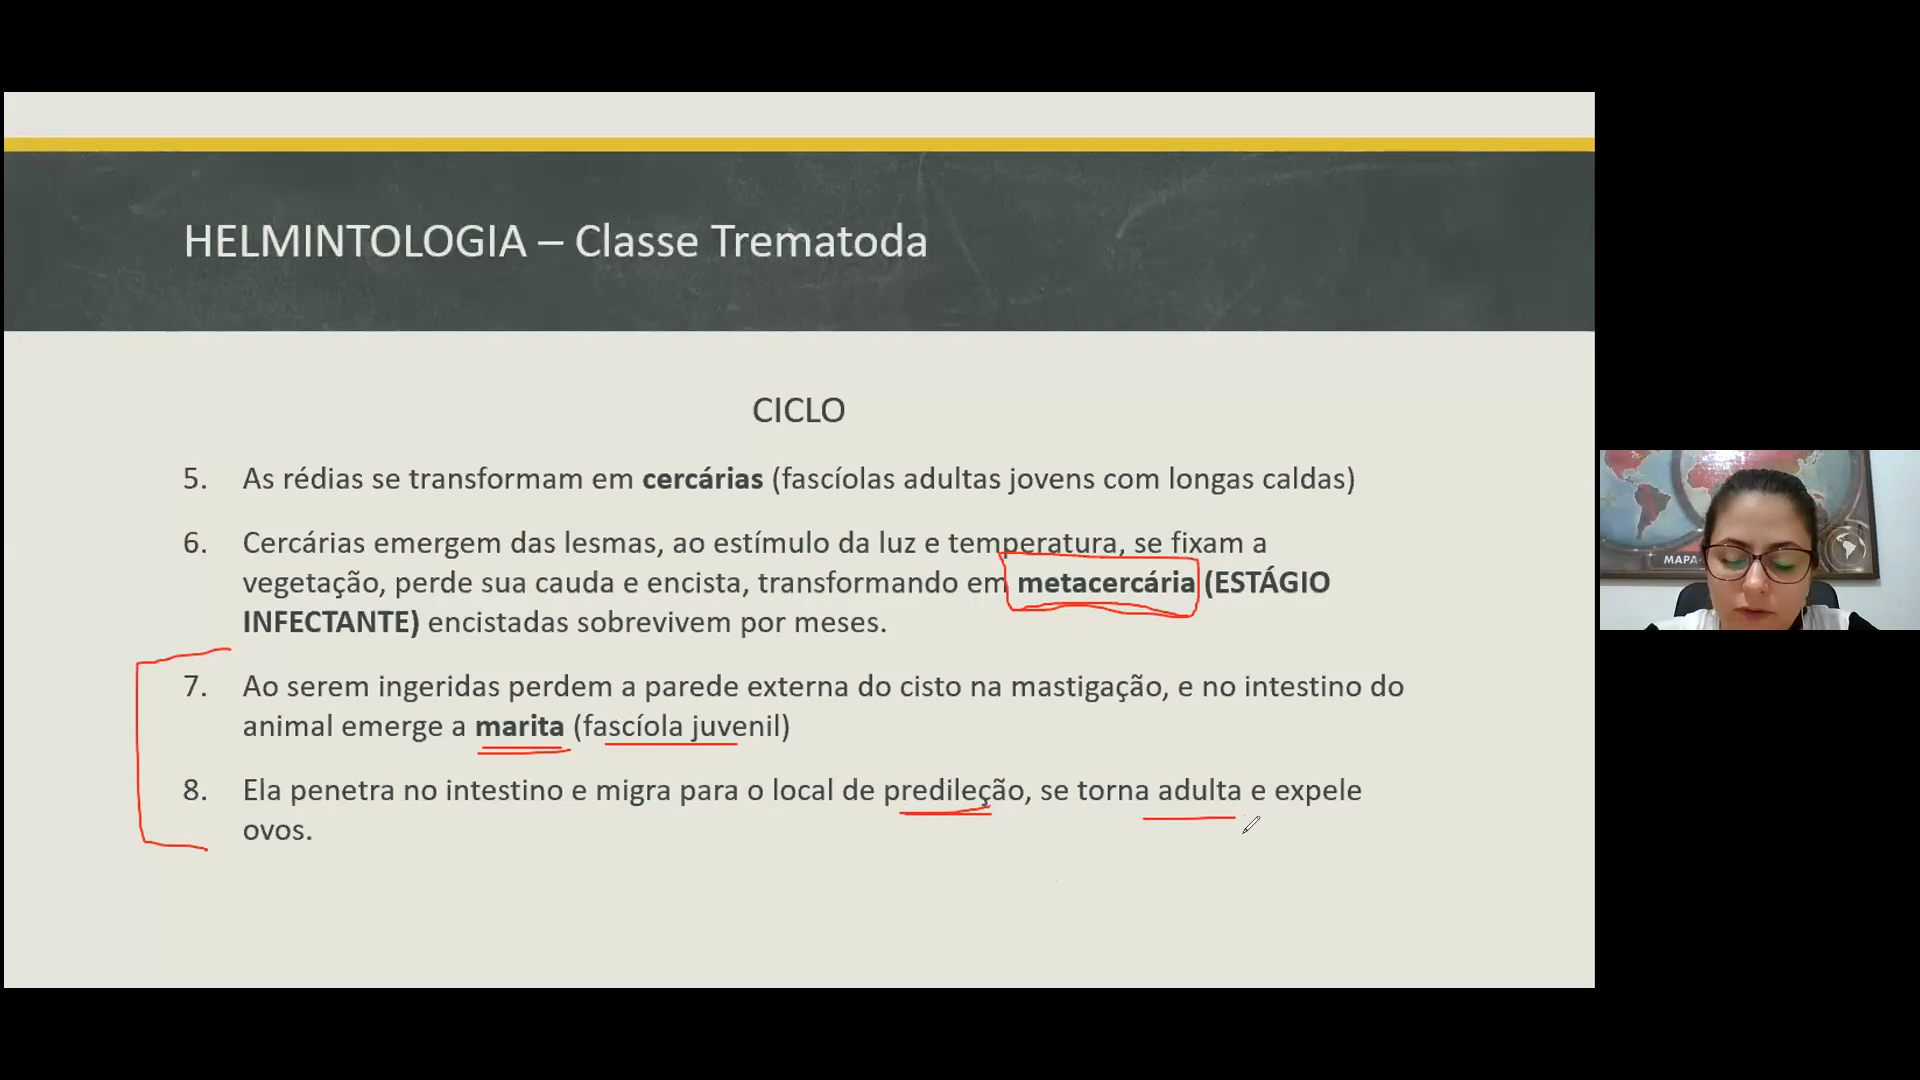 HELMINTOLOGIA – Classe Trematoda
CICLO
5. As rédias se transformam em cercárias (fascíolas adultas jovens com longas caldas)
6. Cercárias emergem das lesmas, ao estímulo da luz e temperatura, se fixam a
vegetação, perde sua cauda e encista, transformando em metacercária (ESTÁGIO
INFECTANTE) encistadas sobrevivem por meses.
7. Ao serem ingeridas perdem a parede externa do cisto na mastigação, e no intestino do
animal emerge a marita (fascíola juvenil)
8. Ela penetra no intestino e migra para o local de predileção, se torna adulta e expele
ovos.
MAPA-